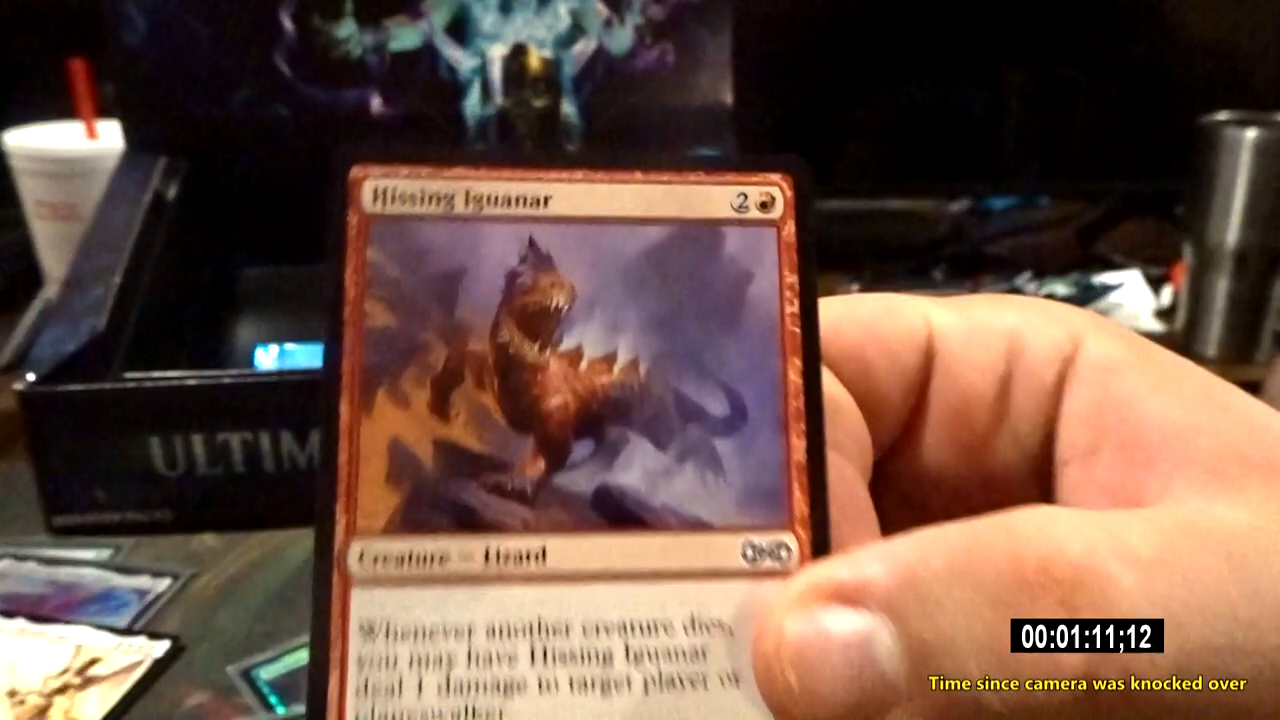 Hissing Iguanar
2
ULTIM
Creature — Lizard
Whenever another creature dies,
you may have Hissing Iguanar
deal 1 damage to target player or
planeswalker
00:01:11;12
Time since camera was knocked over